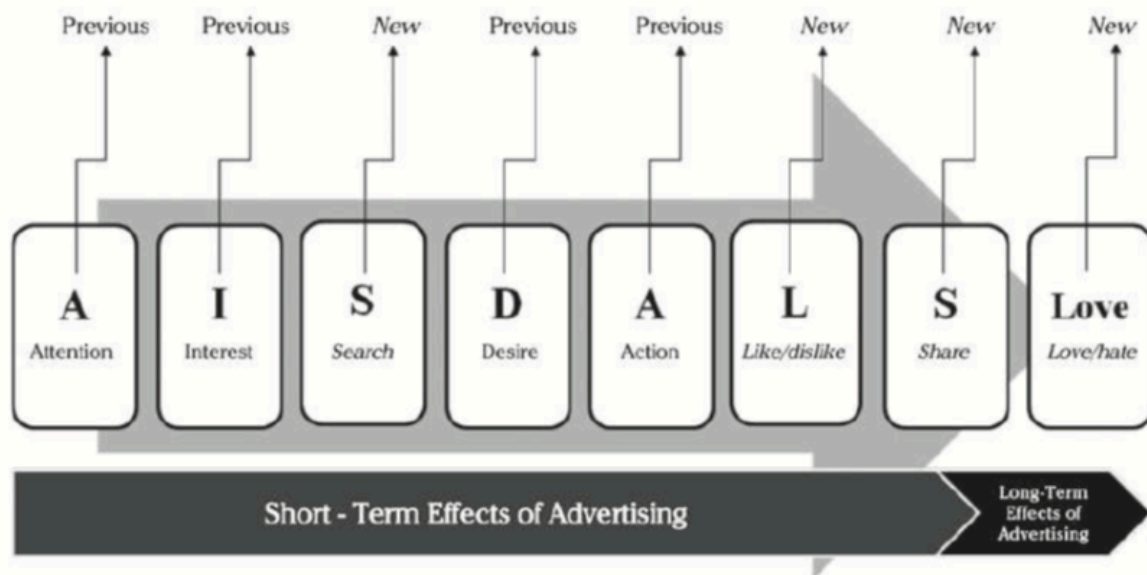 Previous Previous New Previous Previous New New New
A I S D A L S Love
Attention Interest Search Desire Action Like/dislike Share Love/hate
Short - Term Effects of Advertising
Long-Term
Effects of
Advertising